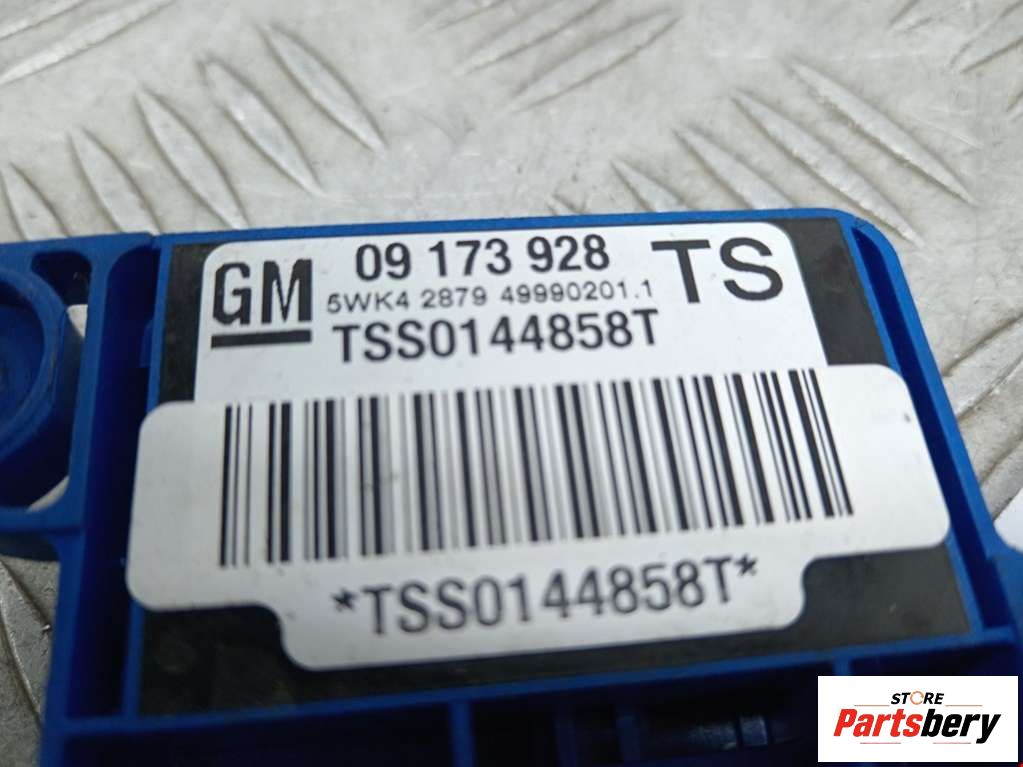 GM
09 173 928
TS
5WK4 2879 49990201.1
TSS0144858T
*TSS0144858T*
STORE
Partsbery